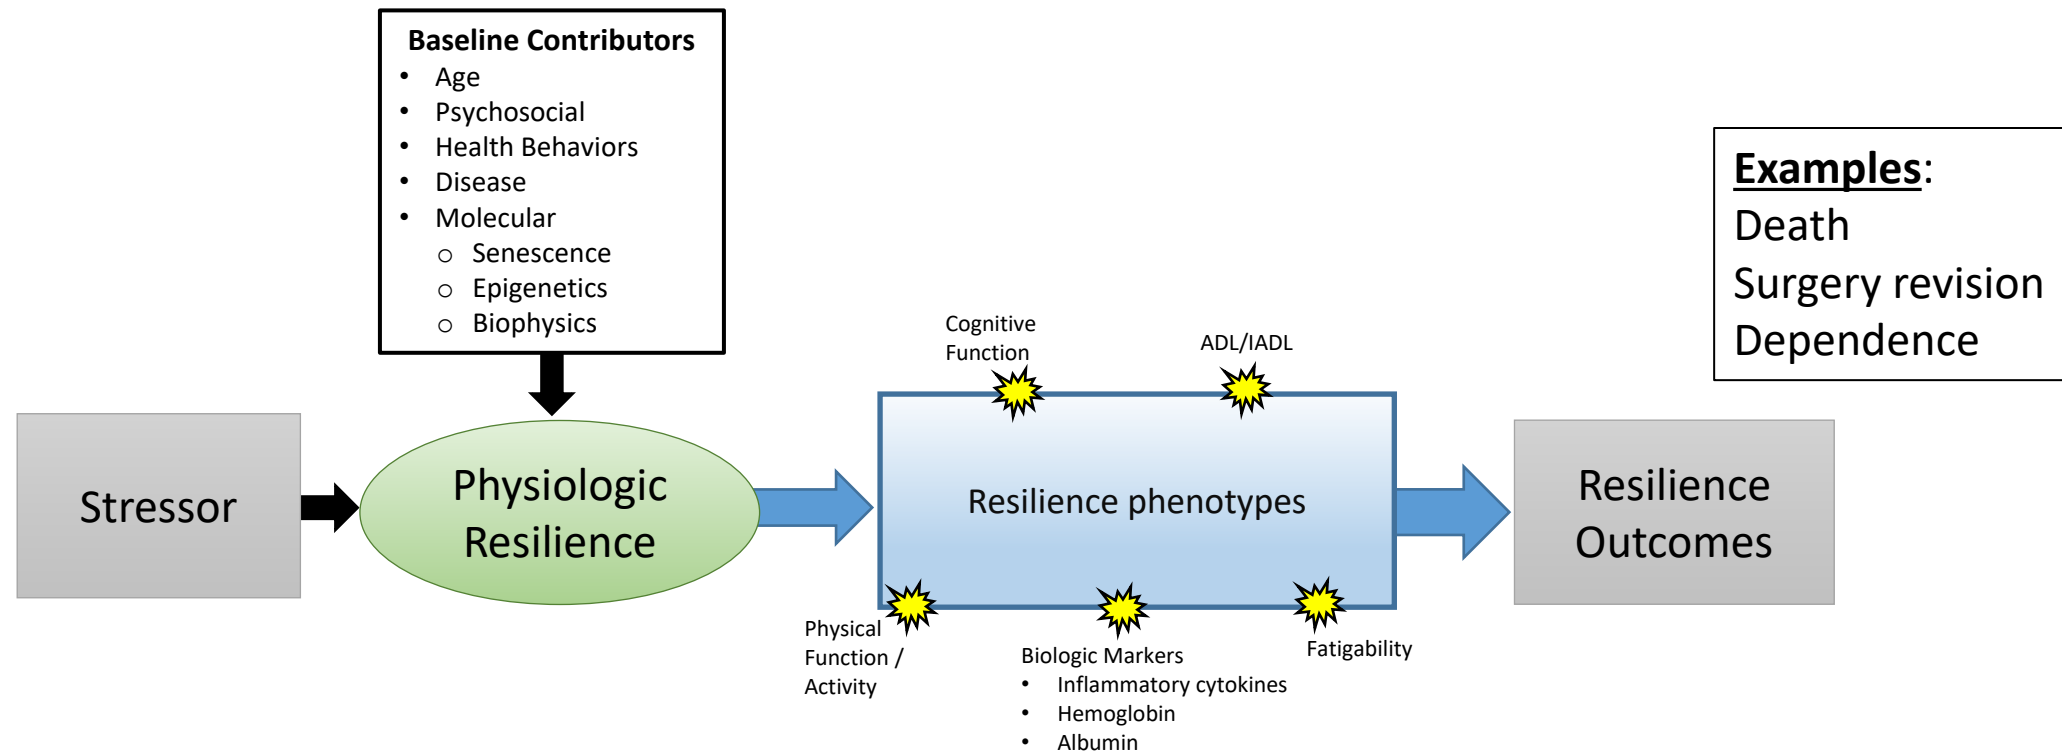 Baseline Contributors
• Age
• Psychosocial
• Health Behaviors
• Disease
• Molecular
o Senescence
o Epigenetics
o Biophysics
Stressor
Physiologic
Resilience
Cognitive
Function
ADL/IADL
Resilience phenotypes
Physical
Function /
Activity
Biologic Markers
• Inflammatory cytokines
• Hemoglobin
• Albumin
Fatigability
Resilience
Outcomes
Examples:
Death
Surgery revision
Dependence